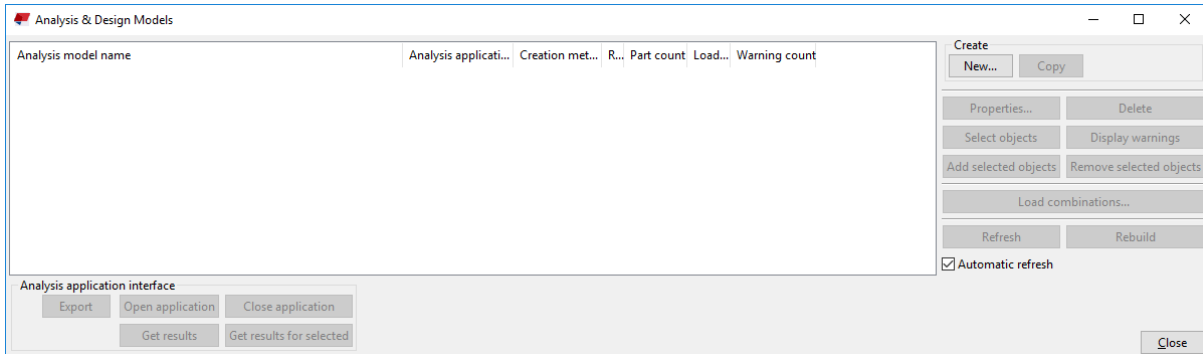 Analysis & Design Models
Analysis model name Analysis applicati... Creation met... R... Part count Load... Warning count
Create
New... Copy
Properties... Delete
Select objects Display warnings
Add selected objects Remove selected objects
Load combinations...
Refresh Rebuild
Automatic refresh
Analysis application interface
Export Open application Close application
Get results Get results for selected
Close